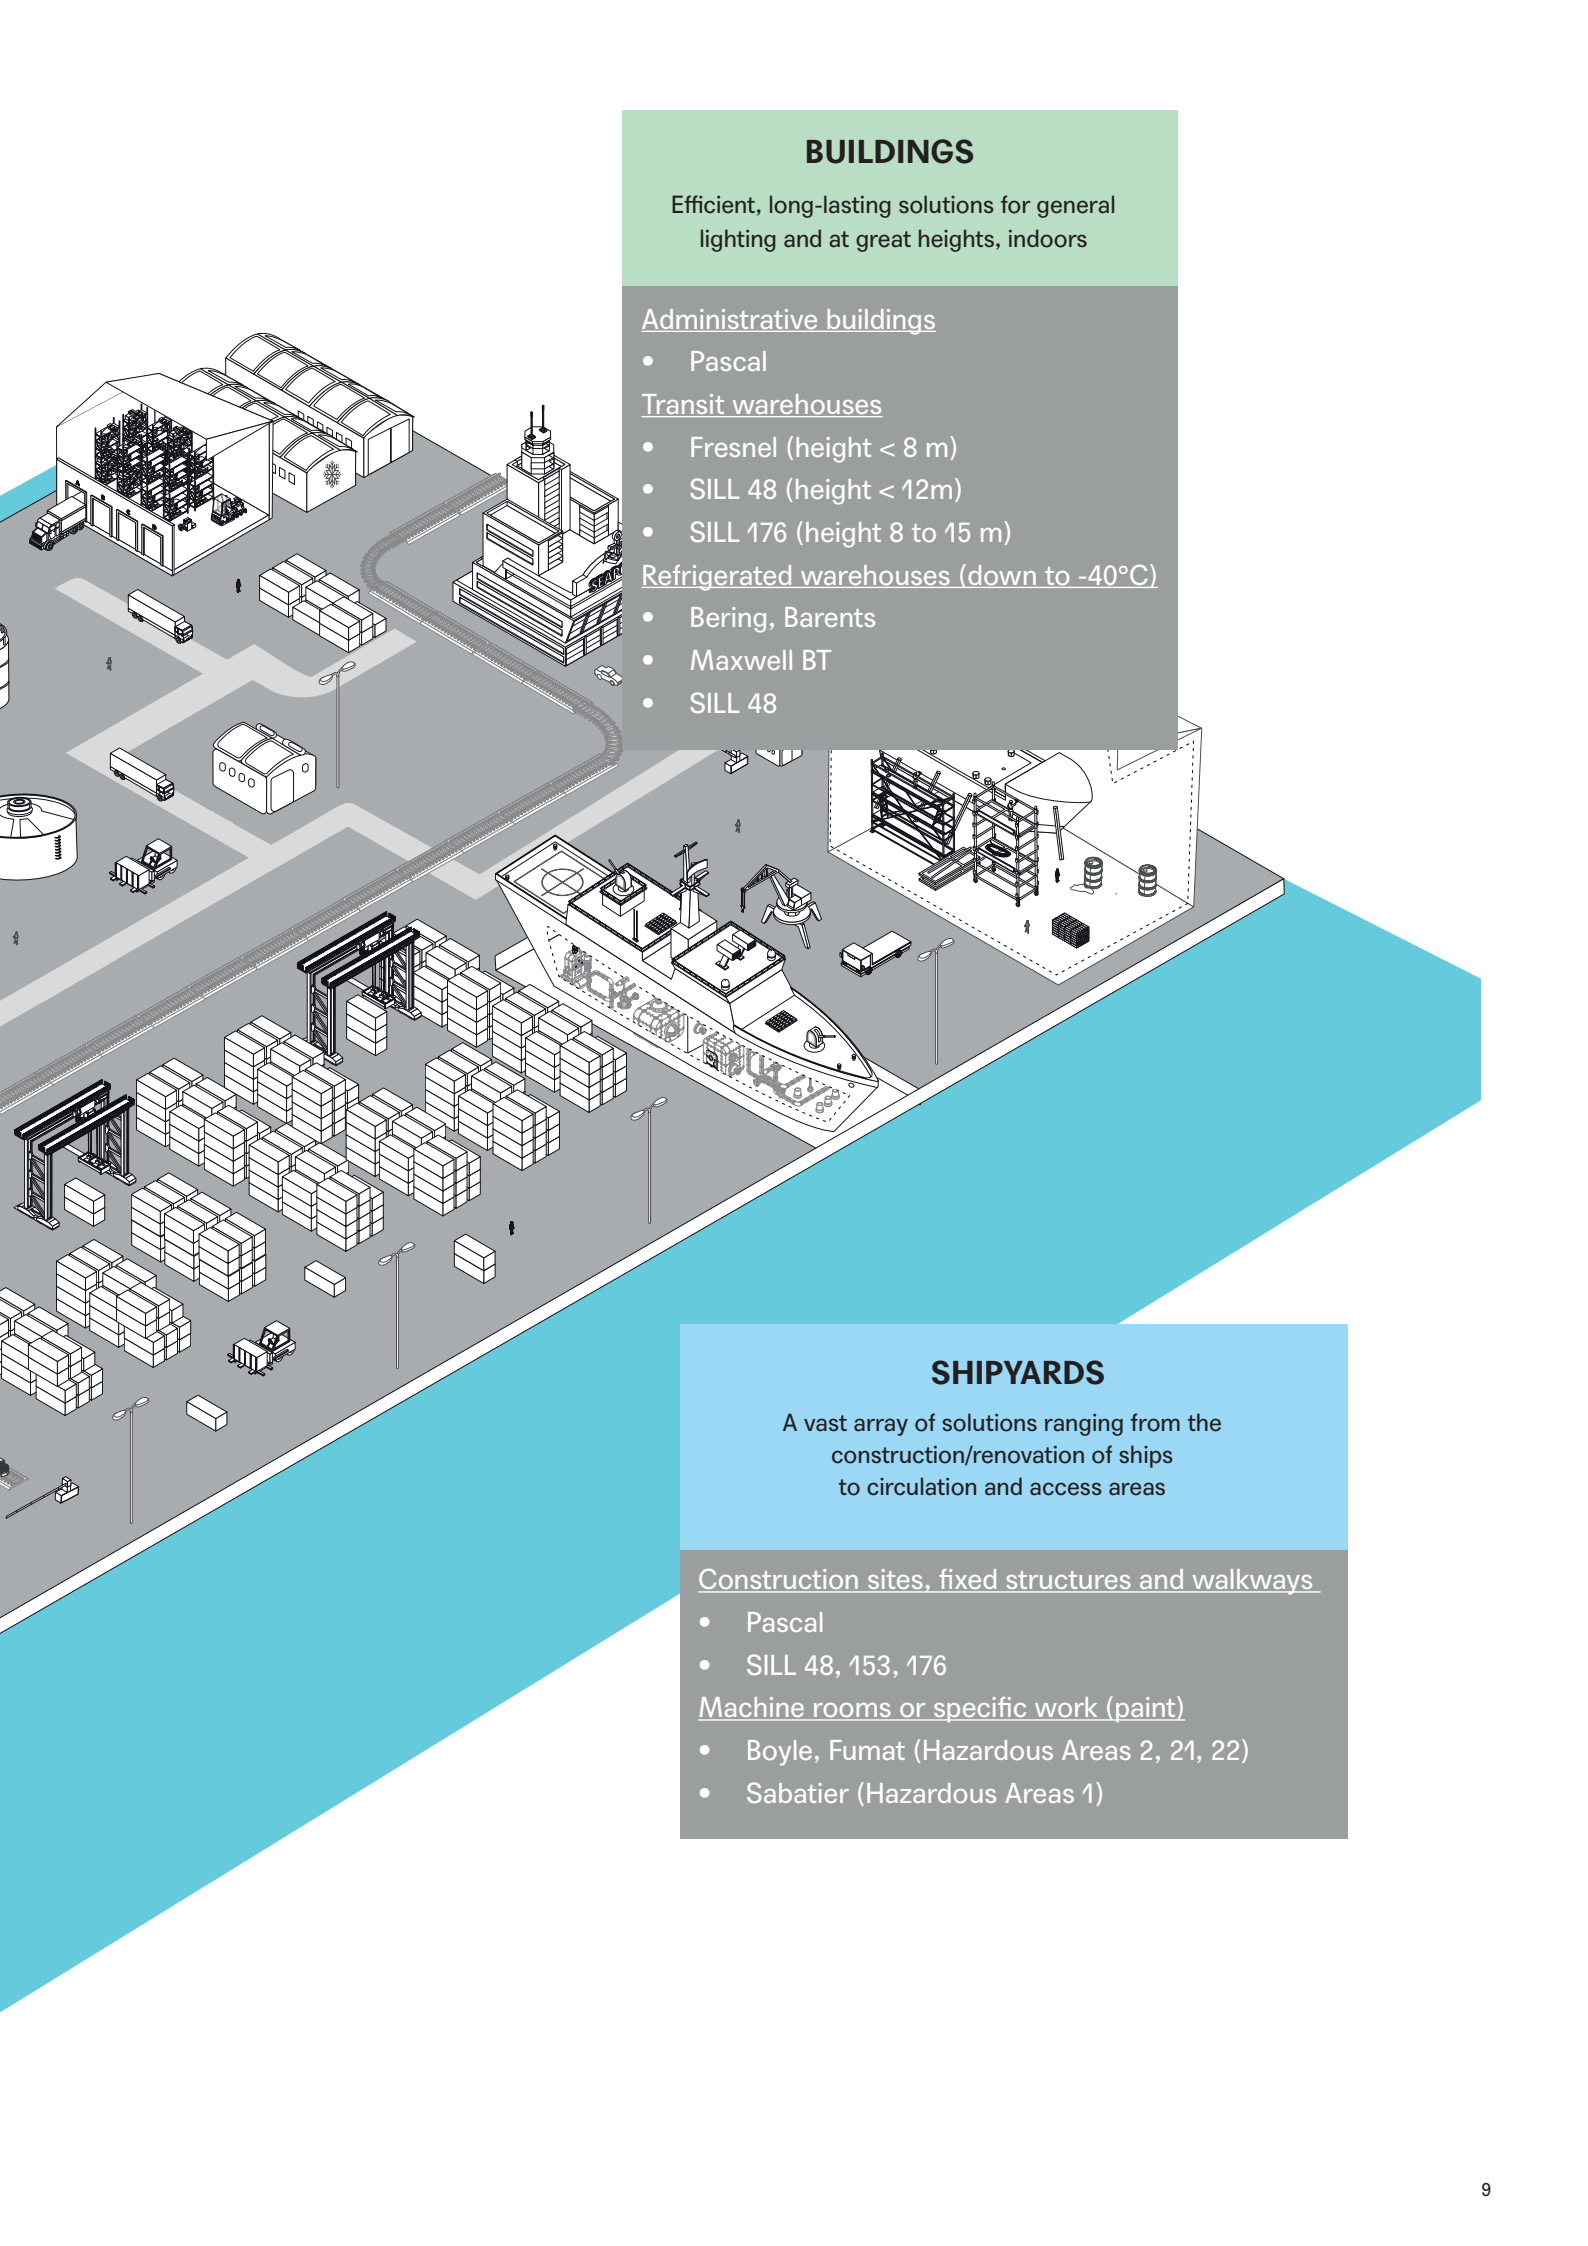 BUILDINGS
Efficient, long-lasting solutions for general
lighting and at great heights, indoors
Administrative buildings
• Pascal
Transit warehouses
• Fresnel (height < 8 m)
• SILL 48 (height < 12m)
• SILL 176 (height 8 to 15 m)
Refrigerated warehouses (down to -40°C)
• Bering, Barents
• Maxwell BT
• SILL 48
A
B
C
D
SHIPYARDS
A vast array of solutions ranging from the
construction/renovation of ships
to circulation and access areas
Construction sites, fixed structures and walkways
• Pascal
• SILL 48, 153, 176
Machine rooms or specific work (paint)
• Boyle, Fumat (Hazardous Areas 2, 21, 22)
• Sabatier (Hazardous Areas 1)
9